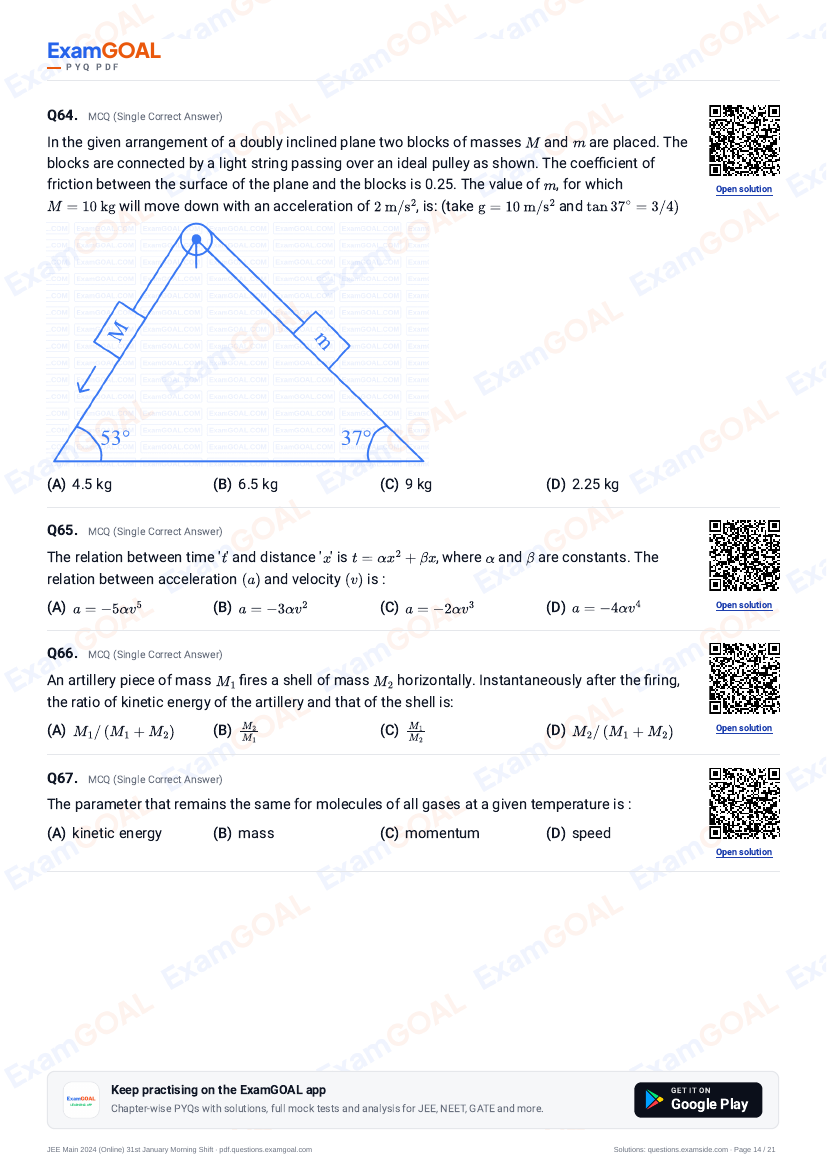 ExamGOAL
PYQ PDF
Q64. MCQ (Single Correct Answer)
In the given arrangement of a doubly inclined plane two blocks of masses M and m are placed. The
blocks are connected by a light string passing over an ideal pulley as shown. The coefficient of
friction between the surface of the plane and the blocks is 0.25. The value of m, for which
M = 10 kg will move down with an acceleration of 2 m/s², is: (take g = 10 m/s² and tan 37° = 3/4)
Open solution
M
m
53°
37°
(A) 4.5 kg (B) 6.5 kg (C) 9 kg (D) 2.25 kg
Q65. MCQ (Single Correct Answer)
The relation between time 't' and distance 'x' is t = αx² + βx, where α and β are constants. The
relation between acceleration (a) and velocity (v) is :
(A) a = −5αv⁵ (B) a = −3αv² (C) a = −2αv³ (D) a = −4αv⁴
Open solution
Q66. MCQ (Single Correct Answer)
An artillery piece of mass M₁ fires a shell of mass M₂ horizontally. Instantaneously after the firing,
the ratio of kinetic energy of the artillery and that of the shell is:
(A) M₁/ (M₁ + M₂) (B) M₂/M₁ (C) M₁/M₂ (D) M₂/ (M₁ + M₂)
Open solution
Q67. MCQ (Single Correct Answer)
The parameter that remains the same for molecules of all gases at a given temperature is :
(A) kinetic energy (B) mass (C) momentum (D) speed
Open solution
Keep practising on the ExamGOAL app
Chapter-wise PYQs with solutions, full mock tests and analysis for JEE, NEET, GATE and more.
GET IT ON
Google Play
JEE Main 2024 (Online) 31st January Morning Shift · pdf.questions.examgoal.com
Solutions: questions.examside.com · Page 14 / 21